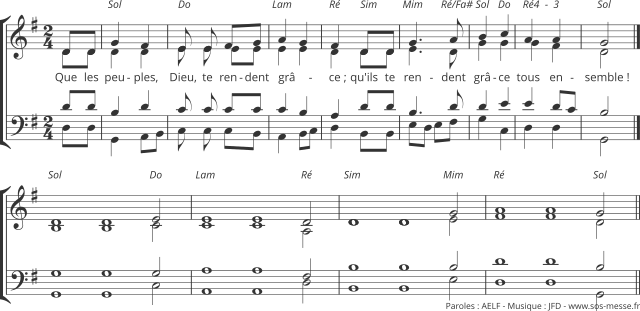 Sol Do Lam Ré Sim Mim Ré/Fa# Sol Do Ré4 - 3 Sol
Que les peu - ples, Dieu, te ren - dent grâ - ce ; qu'ils te ren - dent grâ - ce tous en - semble !
Sol Do Lam Ré Sim Mim Ré Sol
Paroles : AELF - Musique : JFD - www.sos-messe.fr